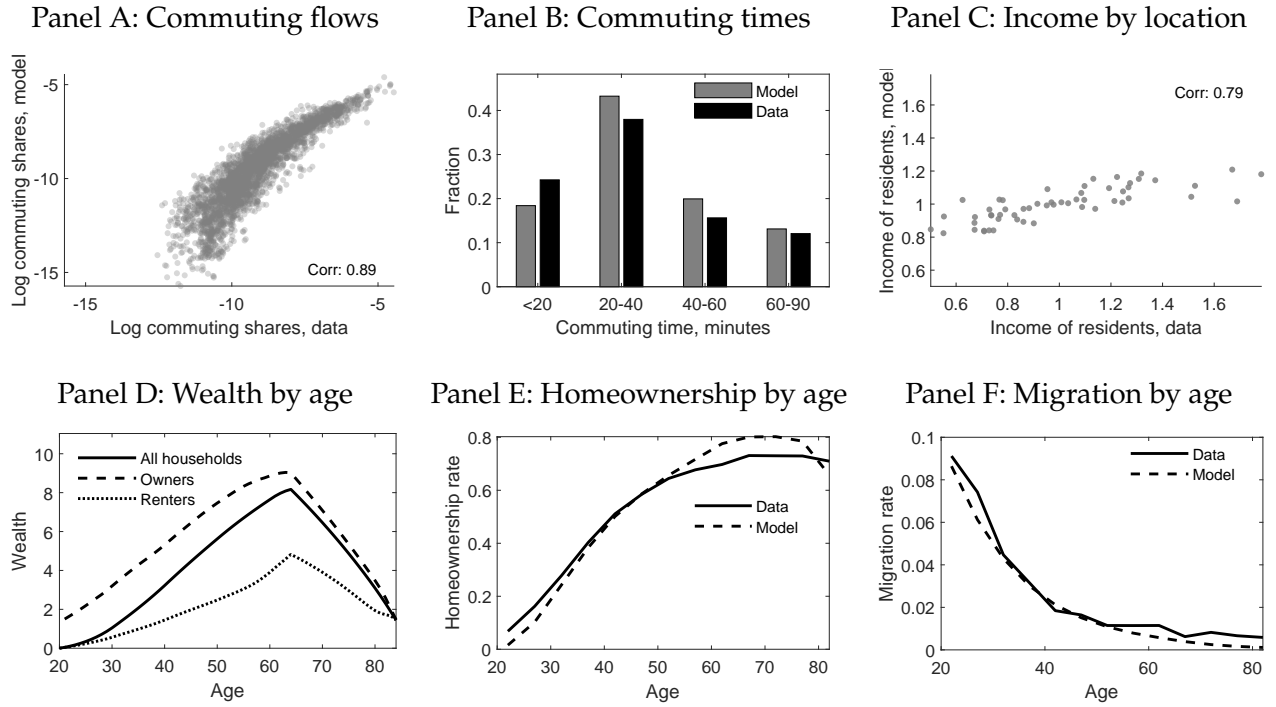 Panel A: Commuting flows
Log commuting shares, model
-5
-10
-15
Corr: 0.89
-15
-10
-5
Log commuting shares, data
Panel B: Commuting times
Fraction
0.4
0.3
0.2
0.1
0
Model
Data
<20
20-40
40-60
60-90
Commuting time, minutes
Panel C: Income by location
Income of residents, model
1.6
1.4
1.2
1
0.8
0.6
Corr: 0.79
0.6
0.8
1
1.2
1.4
1.6
Income of residents, data
Panel D: Wealth by age
Wealth
10
8
6
4
2
0
All households
Owners
Renters
20
30
40
50
60
70
80
Age
Panel E: Homeownership by age
Homeownership rate
0.8
0.6
0.4
0.2
0
Data
Model
20
30
40
50
60
70
80
Age
Panel F: Migration by age
Migration rate
0.1
0.08
0.06
0.04
0.02
0
Data
Model
20
40
60
80
Age